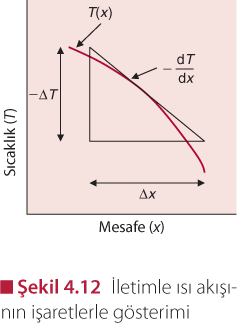 T(x)
−ΔT
− dT
dx
Sıcaklık (T)
Δx
Mesafe (x)
■ Şekil 4.12 İletimle ısı akışı-
nın işaretlerle gösterimi